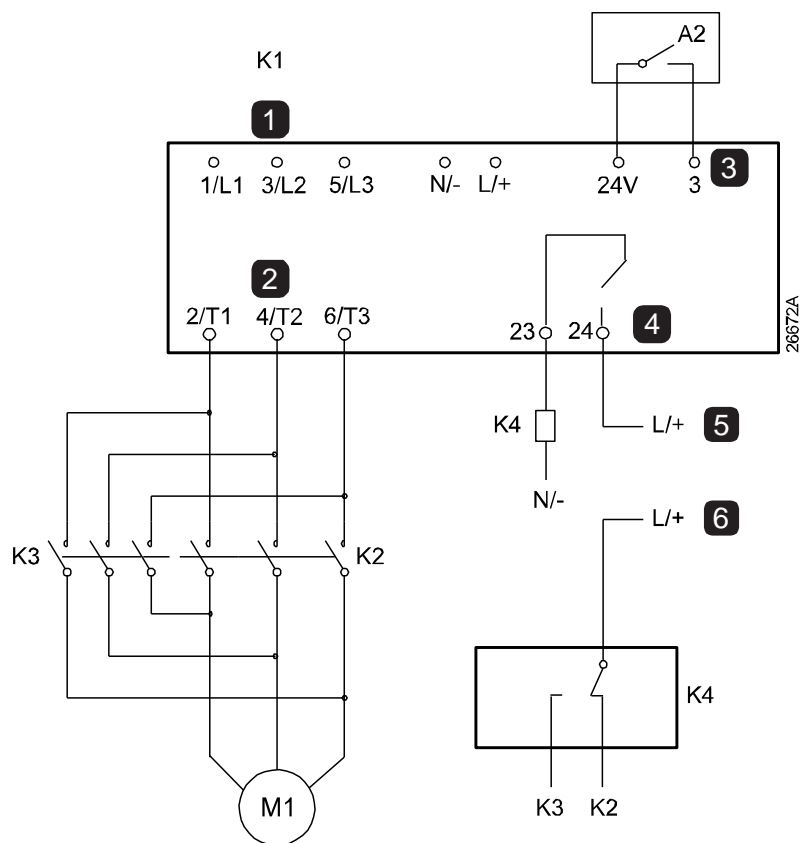 A2
K1
1
1/L1 3/L2 5/L3 N/- L/+ 24V 3 3
2
2/T1 4/T2 6/T3
23 24 4
26672A
K4 L/+ 5
N/-
L/+ 6
K3 K2
K4
M1
K3 K2